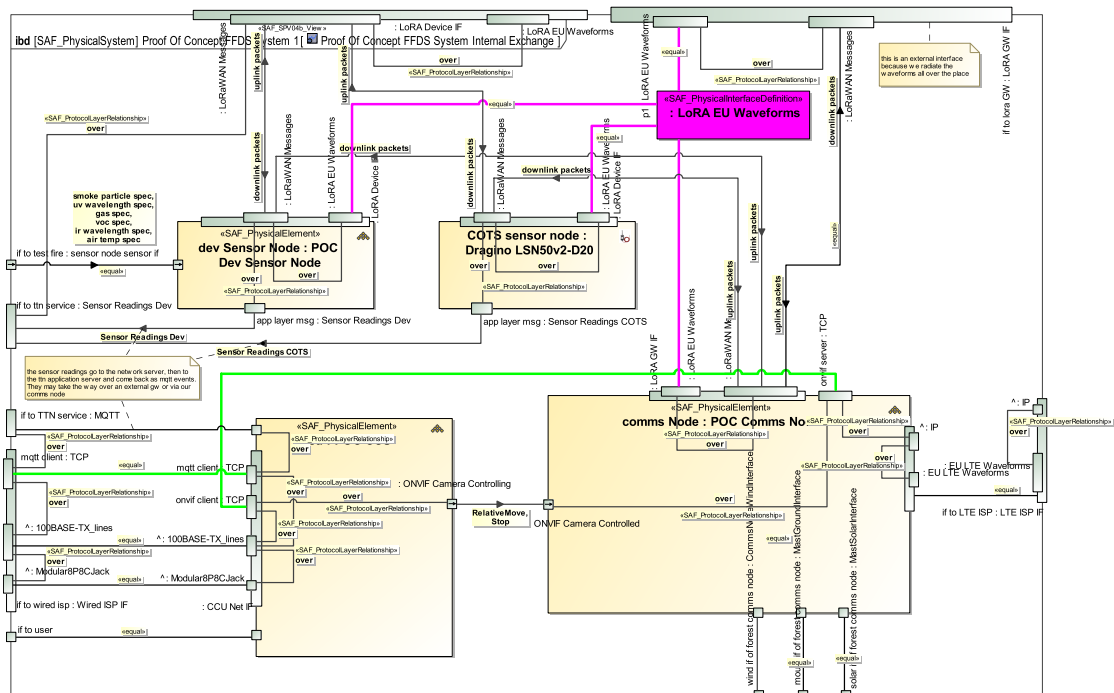 «SAF_SPV04b_View»
ibd [SAF_PhysicalSystem] Proof Of Concept FFDS System 1[ Proof Of Concept FFDS System Internal Exchange ]
: LoRA Device IF
: LoRA EU Waveforms
over
«SAF_ProtocolLayerRelationship»
: LoRaWAN Messages
uplink packets
uplink packets
p1 : LoRA EU Waveforms
«equal»
over
«SAF_ProtocolLayerRelationship»
: LoRaWAN Messages
downlink packets
this is an external interface
because we radiate the
waveforms all over the place
if to lora GW : LoRA GW IF
«SAF_PhysicalInterfaceDefinition»
: LoRA EU Waveforms
«equal»
«equal»
«SAF_ProtocolLayerRelationship»
over
downlink packets
: LoRaWAN Messages
: LoRA EU Waveforms
: LoRA Device IF
downlink packets
downlink packets
: LoRaWAN Messages
: LoRA EU Waveforms
: LoRA Device IF
downlink packets
smoke particle spec,
uv wavelength spec,
gas spec,
voc spec,
ir wavelength spec,
air temp spec
if to test fire : sensor node sensor if
«equal»
«SAF_PhysicalElement»
dev Sensor Node : POC
Dev Sensor Node
over
over
«SAF_ProtocolLayerRelationship»
COTS sensor node :
Dragino LSN50v2-D20
over
over
«SAF_ProtocolLayerRelationship»
uplink packets
uplink packets
uplink packets
«equal»
if to ttn service : Sensor Readings Dev
app layer msg : Sensor Readings Dev
app layer msg : Sensor Readings COTS
Sensor Readings Dev
Sensor Readings COTS
the sensor readings go to the network server, then to
the ttn application server and come back as mqtt events.
They may take the way over an external gw or via our
comms node
: LoRA GW IF
: LoRA EU Waveforms
onvif server : TCP
if to TTN service : MQTT
«SAF_ProtocolLayerRelationship»
over
mqtt client : TCP
«equal»
«SAF_ProtocolLayerRelationship»
over
^ : 100BASE-TX_lines
«equal»
«SAF_ProtocolLayerRelationship»
over
^ : Modular8P8CJack
«equal»
if to wired isp : Wired ISP IF
if to user
«equal»
«SAF_PhysicalElement»
«SAF_ProtocolLayerRelationship»
over
mqtt client : TCP
«SAF_ProtocolLayerRelationship»
over
onvif client : TCP
over
«SAF_ProtocolLayerRelationship»
«SAF_ProtocolLayerRelationship»
over
^ : 100BASE-TX_lines
«SAF_ProtocolLayerRelationship»
over
^ : Modular8P8CJack
: CCU Net IF
: ONVIF Camera Controlling
RelativeMove,
Stop
ONVIF Camera Controlled
«SAF_PhysicalElement»
comms Node : POC Comms No
«SAF_ProtocolLayerRelationship»
over
«SAF_ProtocolLayerRelationship»
over
«SAF_ProtocolLayerRelationship»
over
over
«SAF_ProtocolLayerRelationship»
^ : IP
: EU LTE Waveforms
^ : IP
«SAF_ProtocolLayerRelationship»
over
: EU LTE Waveforms
«equal»
if to LTE ISP : LTE ISP IF
«equal»
wind if of forest comms node : CommsNodeWindInterface
if of forest comms node : MastGroundInterface
solar if of forest comms node : MastSolarInterface
«equal»
«equal»